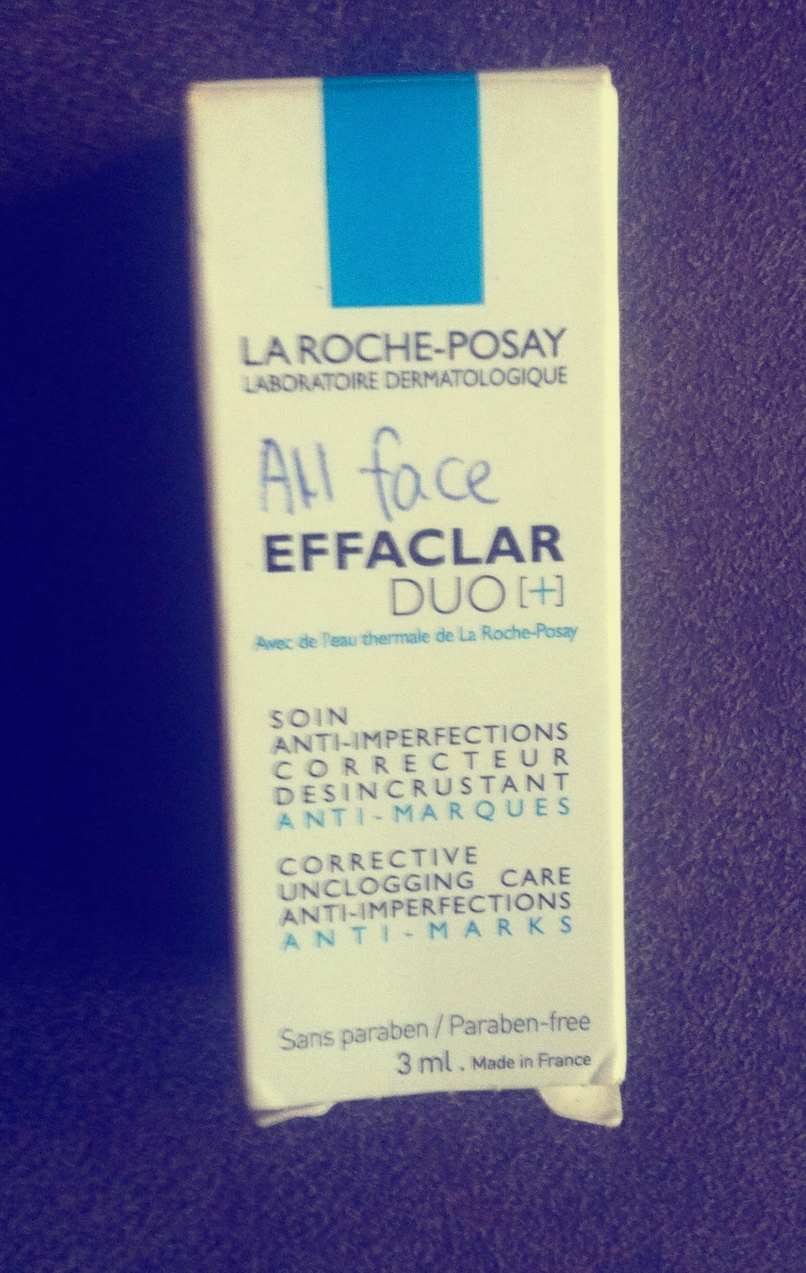 LA ROCHE-POSAY
LABORATOIRE DERMATOLOGIQUE
All face
EFFACLAR
DUO [+]
Avec de l'eau thermale de La Roche-Posay
SOIN
ANTI-IMPERFECTIONS
CORRECTEUR
DESINCRUSTANT
ANTI-MARQUES
CORRECTIVE
UNCLOGGING CARE
ANTI-IMPERFECTIONS
ANTI-MARKS
Sans paraben / Paraben-free
3 ml . Made in France